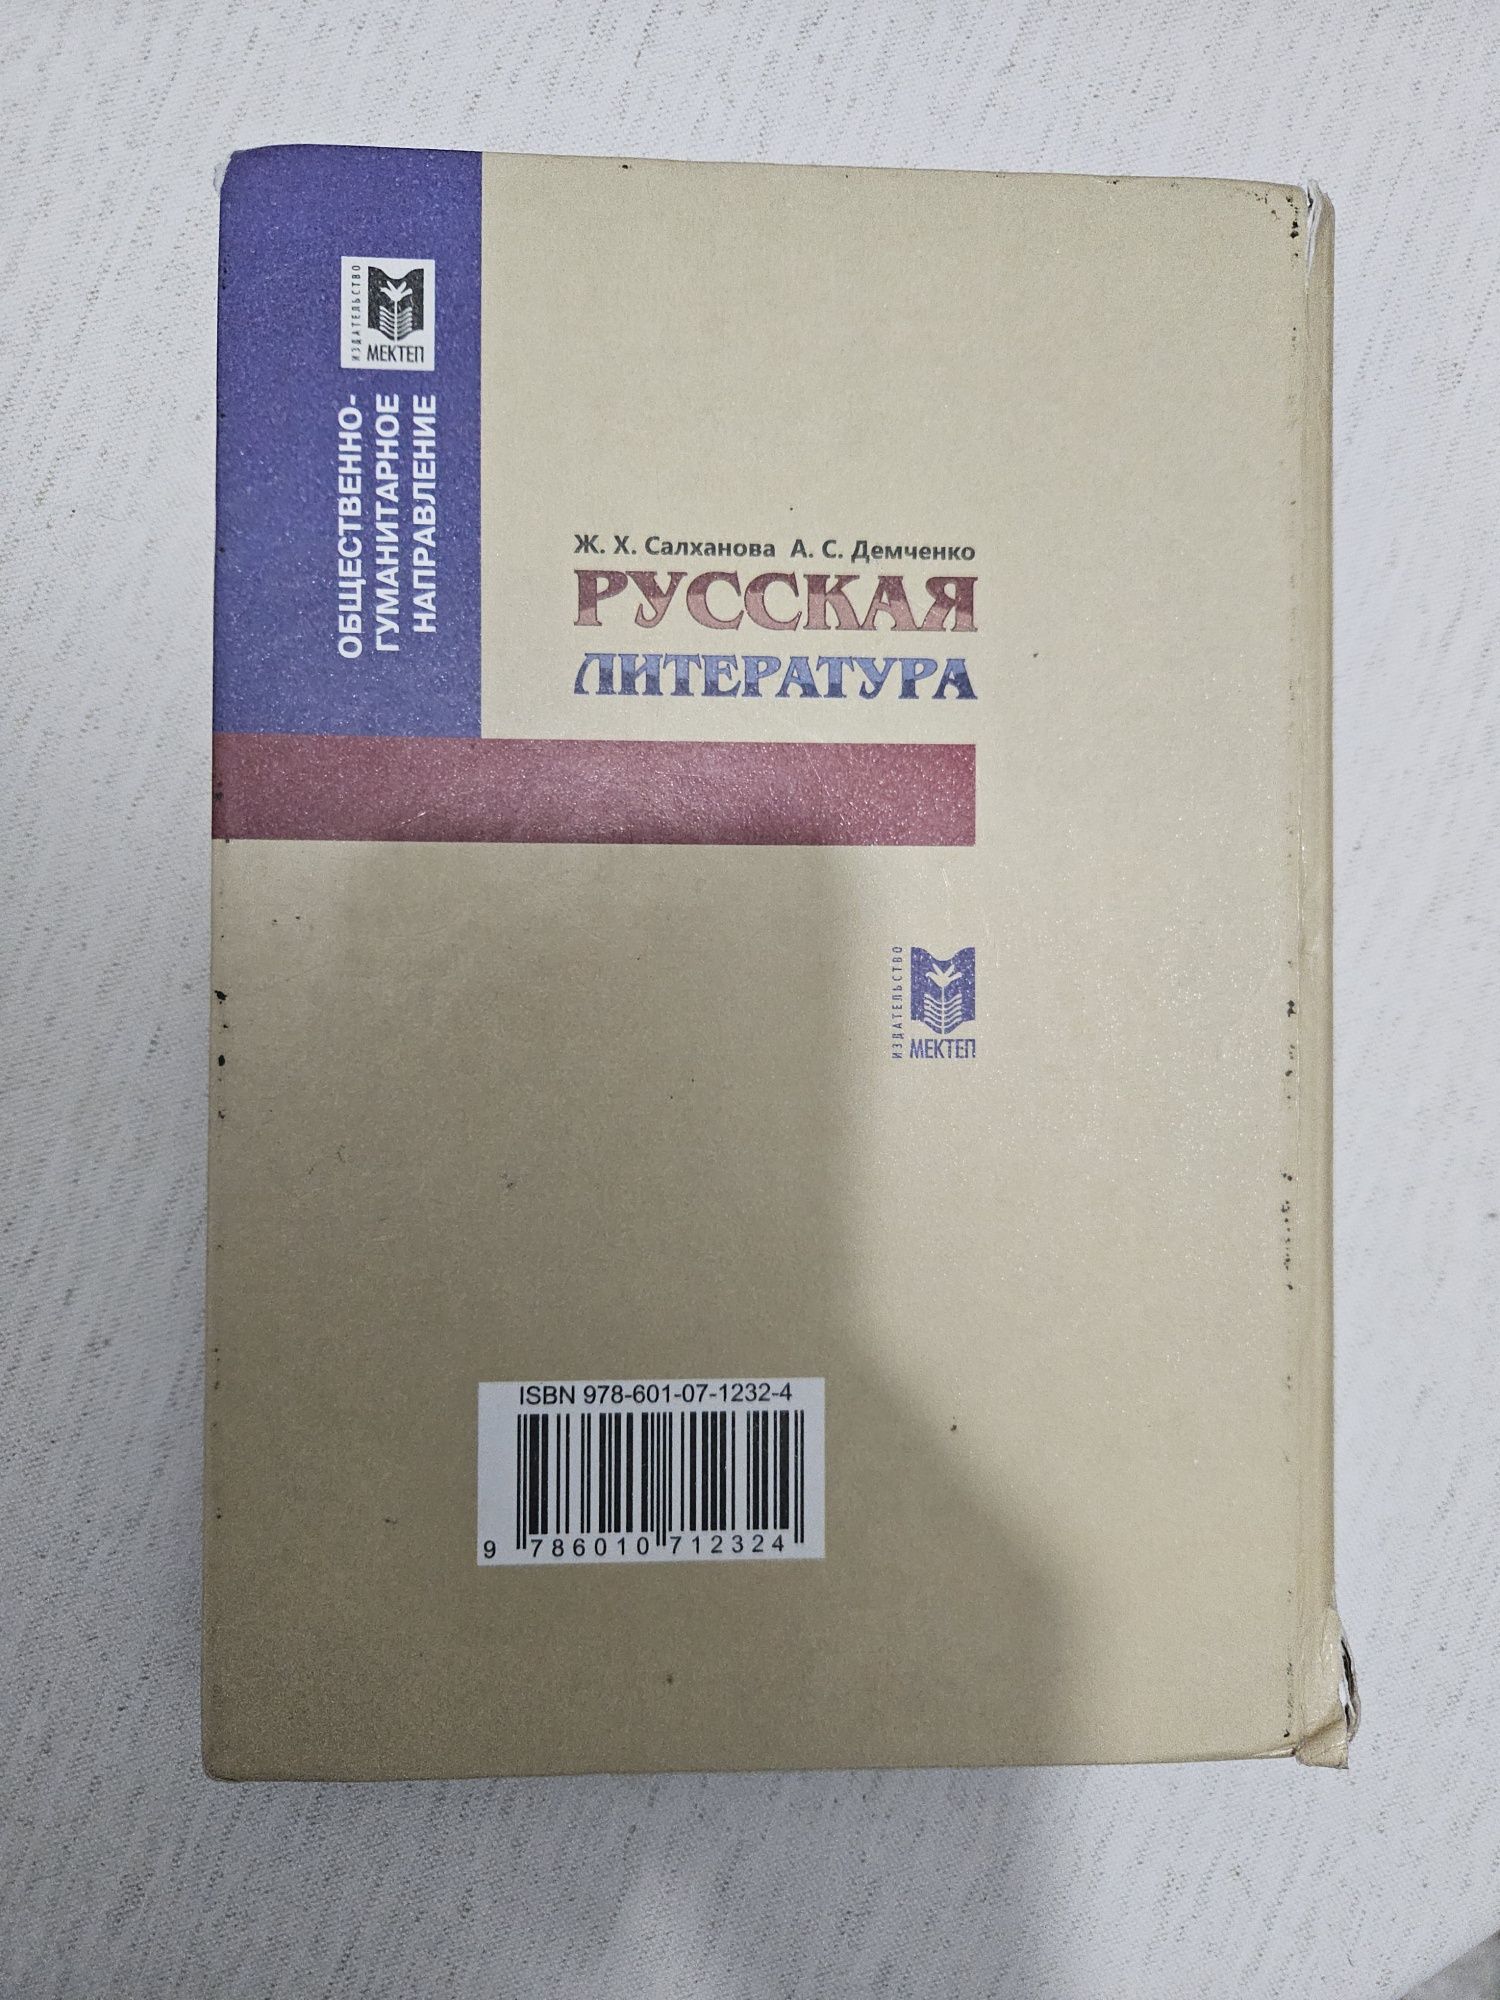 ИЗДАТЕЛЬСТВО
МЕКТЕП
ОБЩЕСТВЕННО-
ГУМАНИТАРНОЕ
НАПРАВЛЕНИЕ
Ж. Х. Салханова А. С. Демченко
РУССКАЯ
ЛИТЕРАТУРА
ИЗДАТЕЛЬСТВО
МЕКТЕП
ISBN 978-601-07-1232-4
9 786010 712324